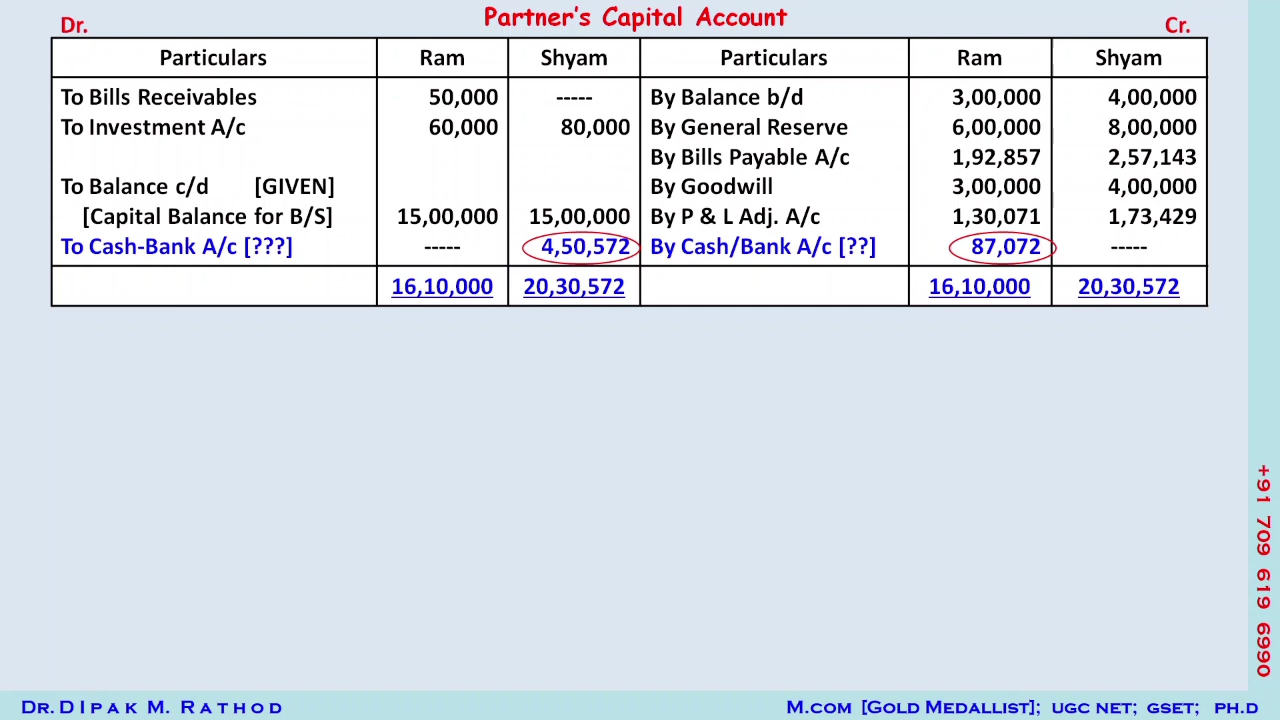 Partner's Capital Account
Dr. Cr.
Particulars Ram Shyam Particulars Ram Shyam
To Bills Receivables 50,000 ----- By Balance b/d 3,00,000 4,00,000
To Investment A/c 60,000 80,000 By General Reserve 6,00,000 8,00,000
By Bills Payable A/c 1,92,857 2,57,143
To Balance c/d [GIVEN] By Goodwill 3,00,000 4,00,000
[Capital Balance for B/S] 15,00,000 15,00,000 By P & L Adj. A/c 1,30,071 1,73,429
To Cash-Bank A/c [???] ----- 4,50,572 By Cash/Bank A/c [??] 87,072 -----
16,10,000 20,30,572 16,10,000 20,30,572
+91 709 619 6990
Dr. Dipak M. Rathod M.com [Gold Medallist]; UGC NET; GSET; Ph.D